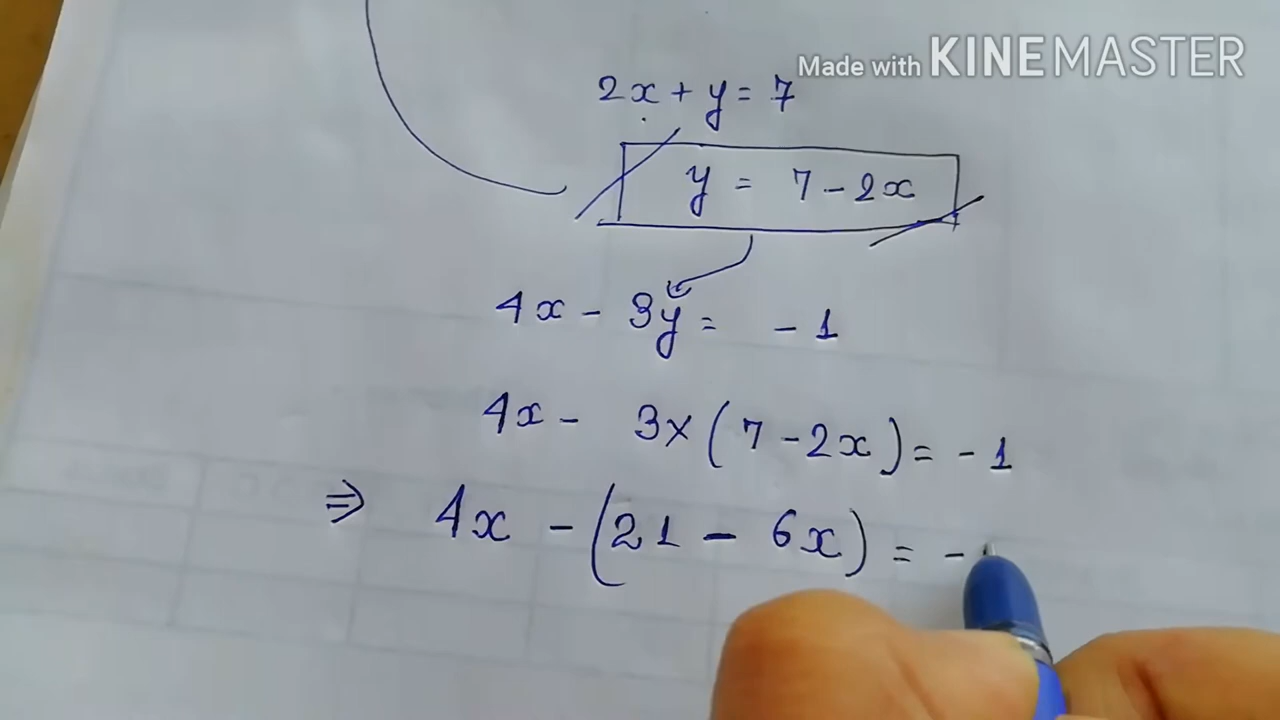 Made with KINEMASTER
2x + y = 7
y = 7 - 2x
4x - 3y = - 1
4x - 3 × (7 - 2x) = - 1
⇒ 4x - (21 - 6x) = -